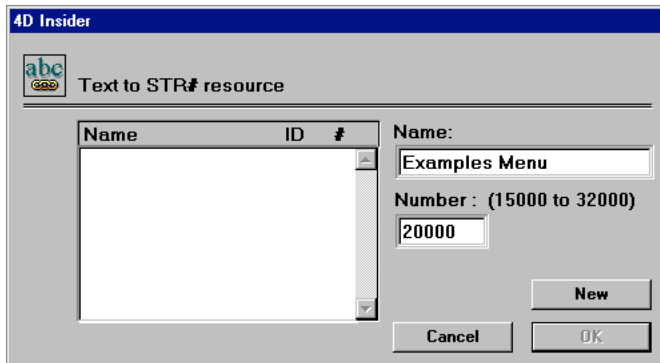 4D Insider
abc
Text to STR# resource
Name ID #
Name:
Examples Menu
Number : (15000 to 32000)
20000
New
Cancel OK